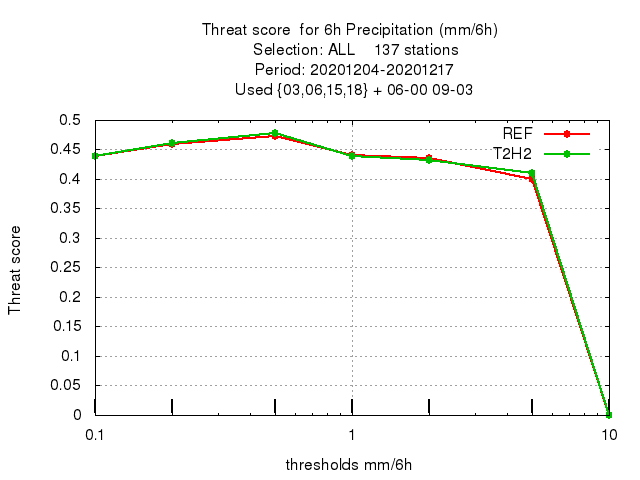 Threat score  for 6h Precipitation (mm/6h)
Selection: ALL    137 stations
Period: 20201204-20201217
Used {03,06,15,18} + 06-00 09-03
REF
T2H2
0.5
0.45
0.4
0.35
0.3
0.25
0.2
0.15
0.1
0.05
0
Threat score
0.1 1 10
thresholds mm/6h